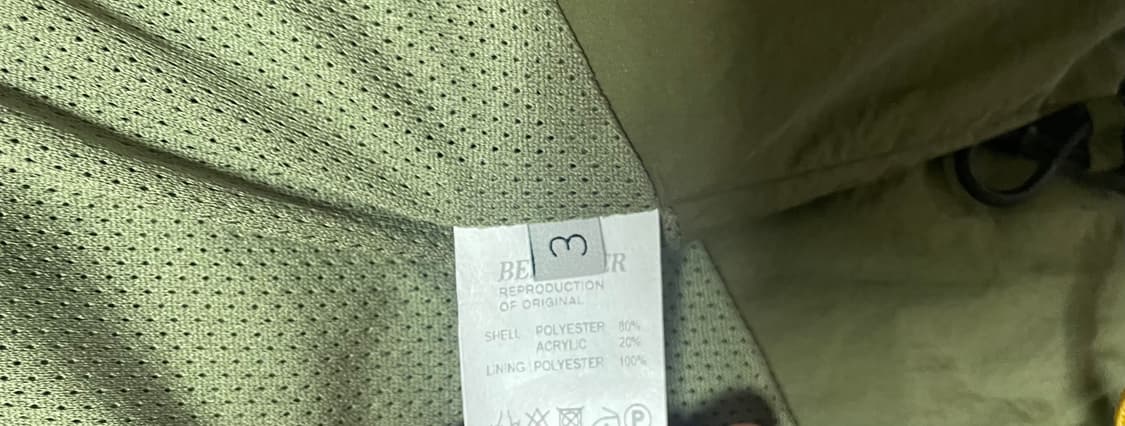 3
REPRODUCTION
OF ORIGINAL
SHELL POLYESTER 80%
ACRYLIC 20%
LINING POLYESTER 100%
P